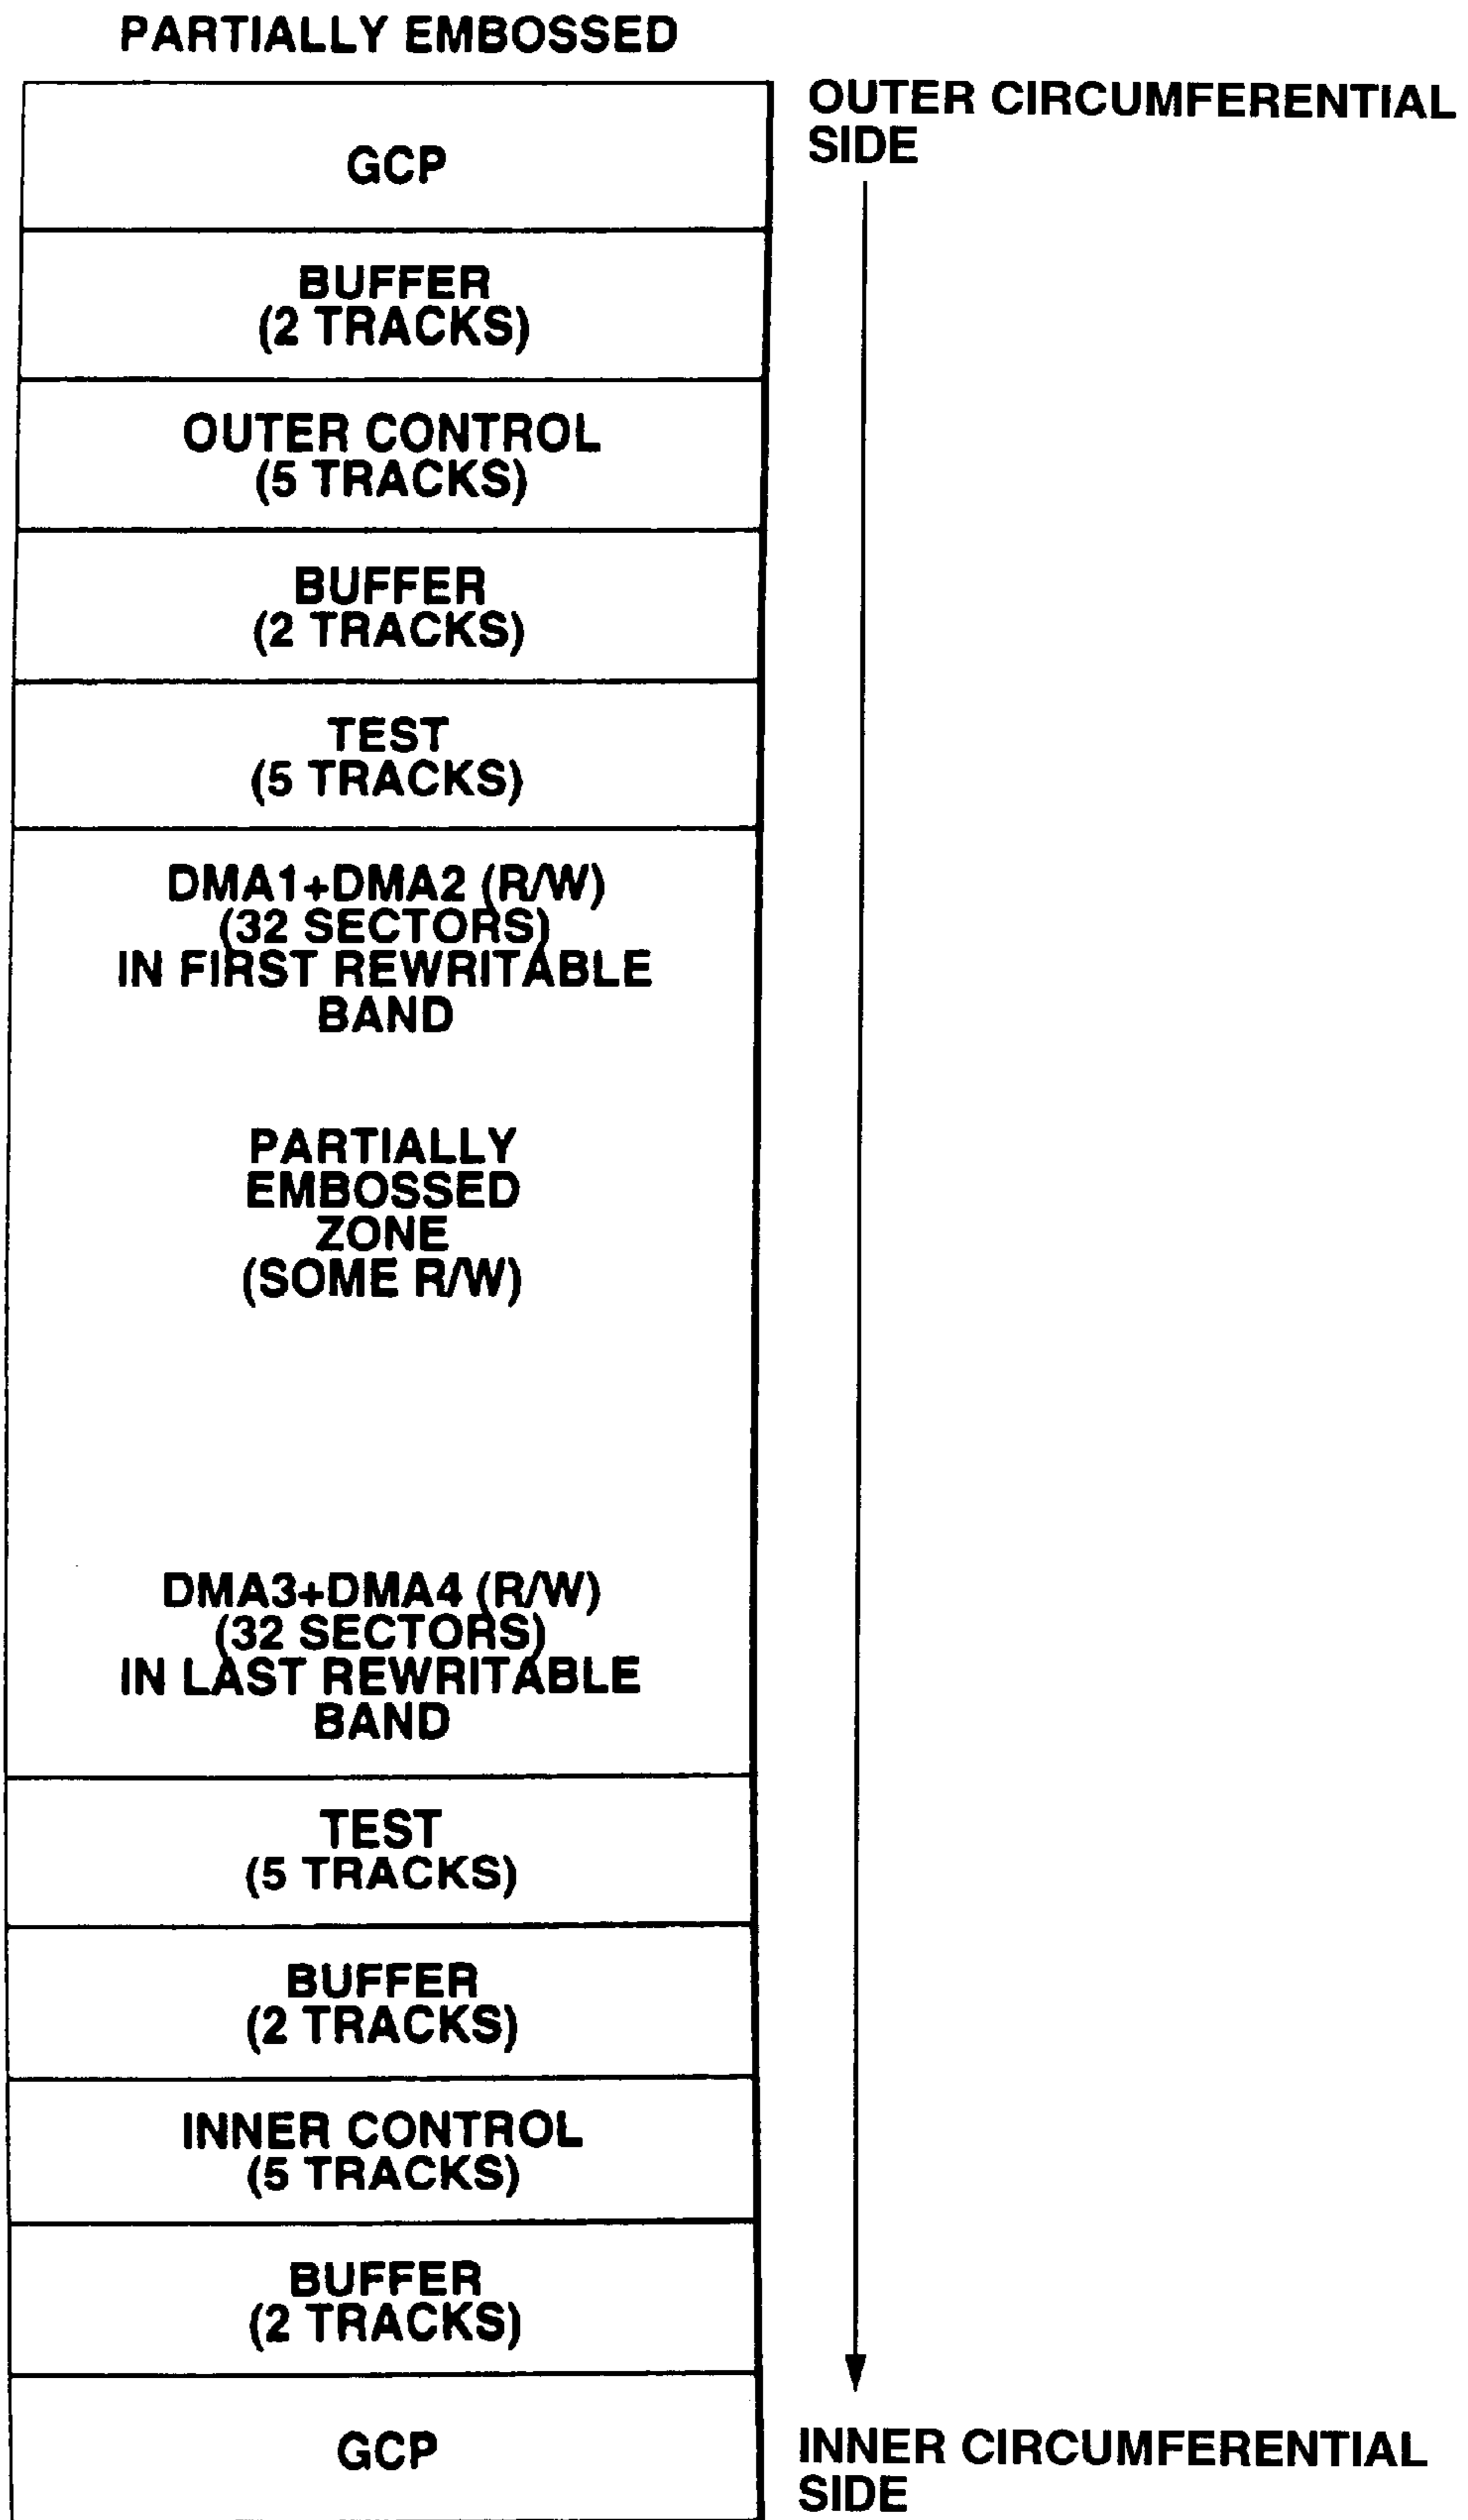 PARTIALLY EMBOSSED
OUTER CIRCUMFERENTIAL
SIDE
GCP
BUFFER
(2 TRACKS)
OUTER CONTROL
(5 TRACKS)
BUFFER
(2 TRACKS)
TEST
(5 TRACKS)
DMA1+DMA2 (R/W)
(32 SECTORS)
IN FIRST REWRITABLE
BAND
PARTIALLY
EMBOSSED
ZONE
(SOME R/W)
DMA3+DMA4 (R/W)
(32 SECTORS)
IN LAST REWRITABLE
BAND
TEST
(5 TRACKS)
BUFFER
(2 TRACKS)
INNER CONTROL
(5 TRACKS)
BUFFER
(2 TRACKS)
GCP
INNER CIRCUMFERENTIAL
SIDE